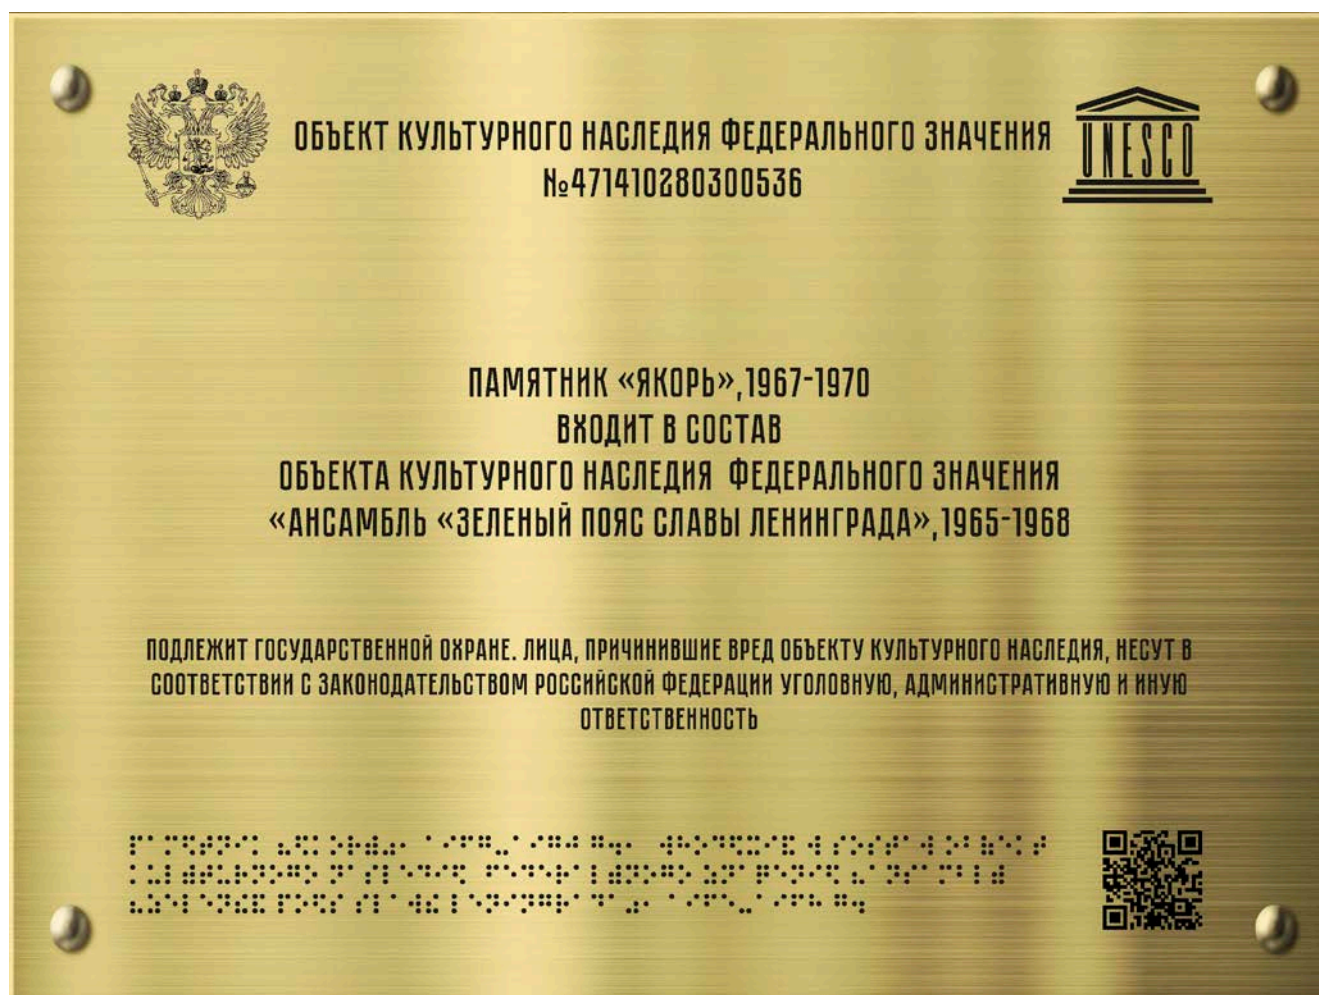 ОБЪЕКТ КУЛЬТУРНОГО НАСЛЕДИЯ ФЕДЕРАЛЬНОГО ЗНАЧЕНИЯ
№471410280300536
UNESCO
ПАМЯТНИК «ЯКОРЬ»,1967-1970
ВХОДИТ В СОСТАВ
ОБЪЕКТА КУЛЬТУРНОГО НАСЛЕДИЯ ФЕДЕРАЛЬНОГО ЗНАЧЕНИЯ
«АНСАМБЛЬ «ЗЕЛЕНЫЙ ПОЯС СЛАВЫ ЛЕНИНГРАДА»,1965-1968
ПОДЛЕЖИТ ГОСУДАРСТВЕННОЙ ОХРАНЕ. ЛИЦА, ПРИЧИНИВШИЕ ВРЕД ОБЪЕКТУ КУЛЬТУРНОГО НАСЛЕДИЯ, НЕСУТ В
СООТВЕТСТВИИ С ЗАКОНОДАТЕЛЬСТВОМ РОССИЙСКОЙ ФЕДЕРАЦИИ УГОЛОВНУЮ, АДМИНИСТРАТИВНУЮ И ИНУЮ
ОТВЕТСТВЕННОСТЬ